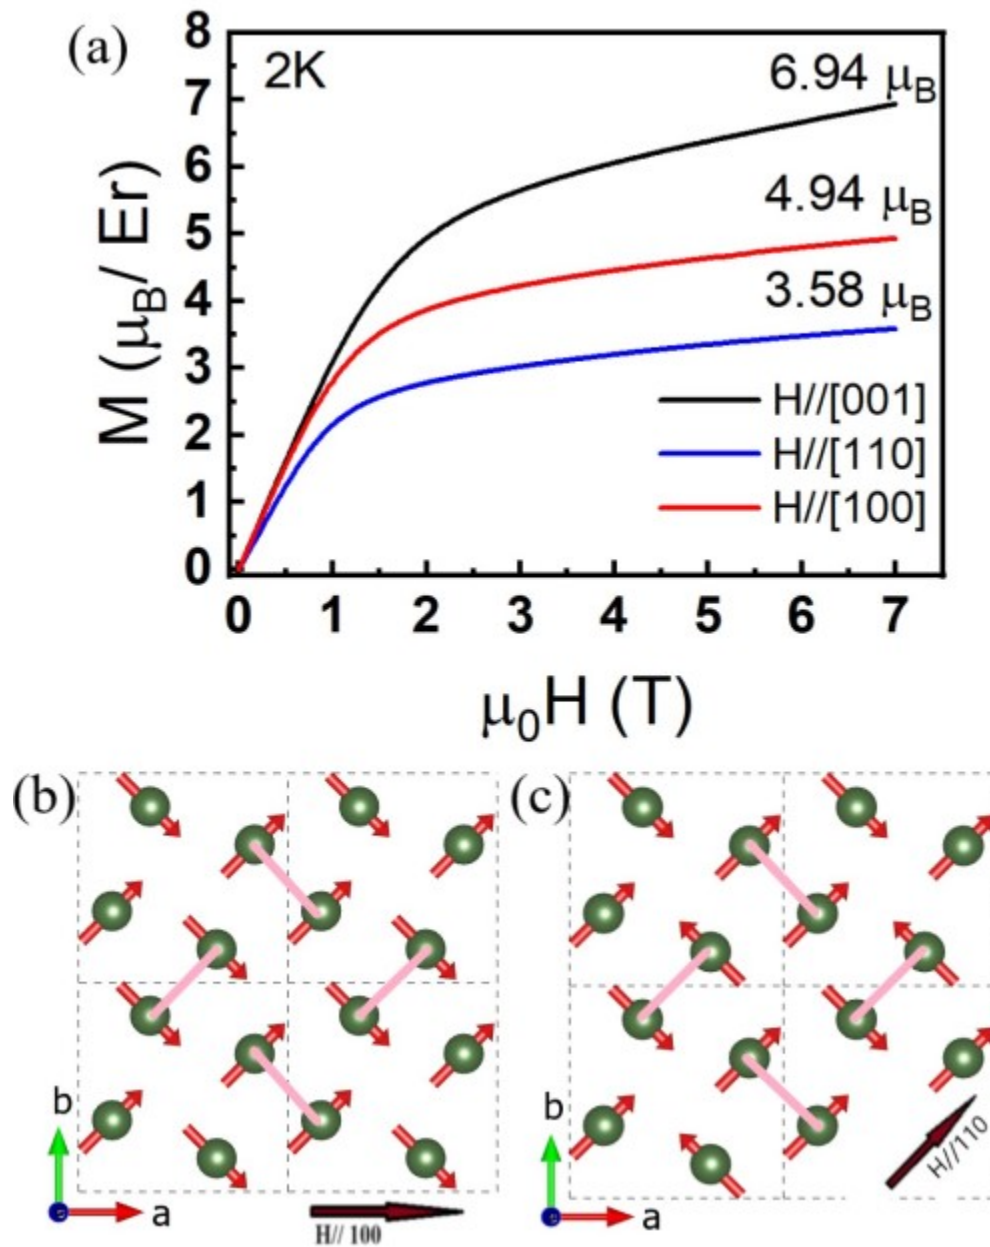 (a)
2K
6.94 μB
4.94 μB
3.58 μB
H//[001]
H//[110]
H//[100]
8
7
6
5
4
3
2
1
0
M (μB/ Er)
0 1 2 3 4 5 6 7
μ0H (T)
(b)
b
a
H// 100
(c)
b
a
H//110